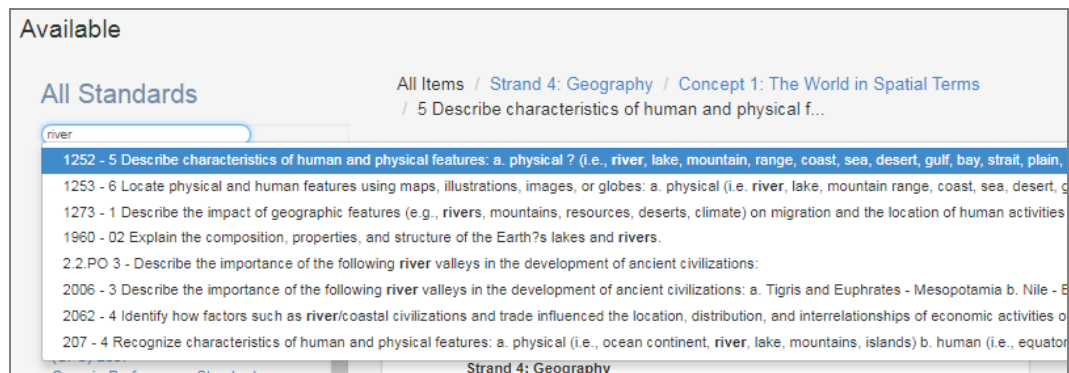 Available
All Standards
All Items / Strand 4: Geography / Concept 1: The World in Spatial Terms
/ 5 Describe characteristics of human and physical f...
river
1252 - 5 Describe characteristics of human and physical features: a. physical ? (i.e., river, lake, mountain, range, coast, sea, desert, gulf, bay, strait, plain,
1253 - 6 Locate physical and human features using maps, illustrations, images, or globes: a. physical (i.e. river, lake, mountain range, coast, sea, desert, g
1273 - 1 Describe the impact of geographic features (e.g., rivers, mountains, resources, deserts, climate) on migration and the location of human activities
1960 - 02 Explain the composition, properties, and structure of the Earth?s lakes and rivers.
2.2.PO 3 - Describe the importance of the following river valleys in the development of ancient civilizations:
2006 - 3 Describe the importance of the following river valleys in the development of ancient civilizations: a. Tigris and Euphrates - Mesopotamia b. Nile - E
2062 - 4 Identify how factors such as river/coastal civilizations and trade influenced the location, distribution, and interrelationships of economic activities o
207 - 4 Recognize characteristics of human and physical features: a. physical (i.e., ocean continent, river, lake, mountains, islands) b. human (i.e., equator
Strand 4: Geography